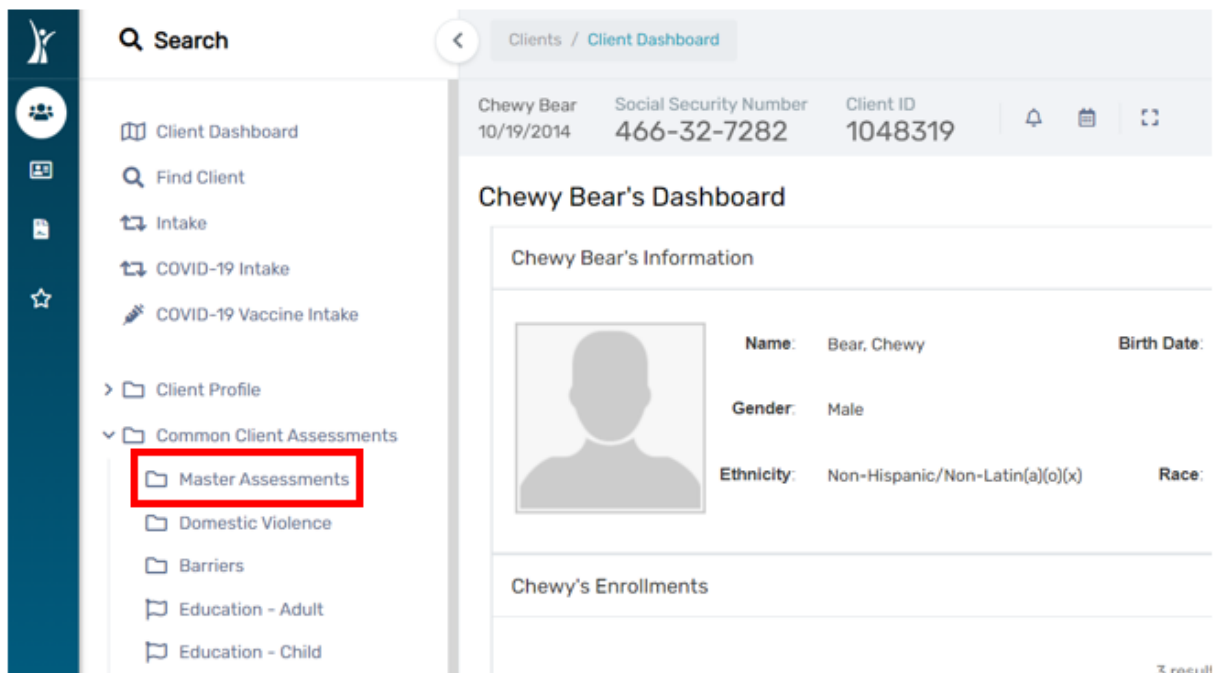 Search
Clients / Client Dashboard
Chewy Bear
10/19/2014
Social Security Number
466-32-7282
Client ID
1048319
Client Dashboard
Find Client
Intake
COVID-19 Intake
COVID-19 Vaccine Intake
Client Profile
Common Client Assessments
Master Assessments
Domestic Violence
Barriers
Education - Adult
Education - Child
Chewy Bear's Dashboard
Chewy Bear's Information
Name: Bear, Chewy
Birth Date:
Gender: Male
Ethnicity: Non-Hispanic/Non-Latin(a)(o)(x)
Race:
Chewy's Enrollments
3 result